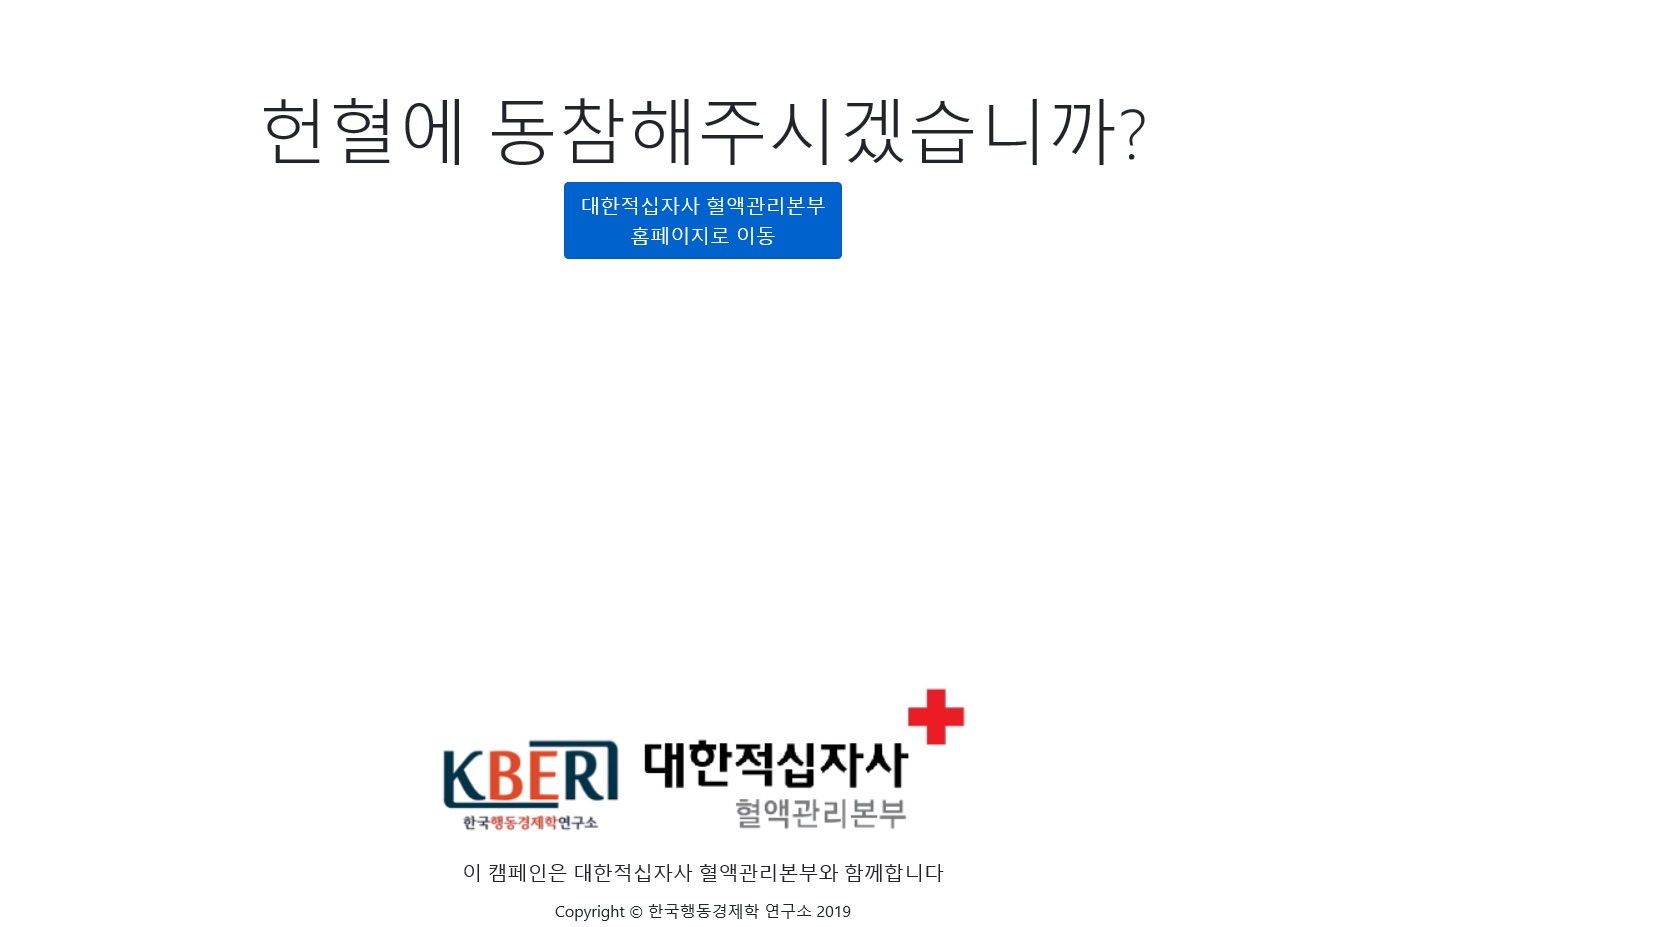 헌혈에 동참해주시겠습니까?
대한적십자사 혈액관리본부
홈페이지로 이동
KBERI
한국행동경제학연구소
대한적십자사
혈액관리본부
이 캠페인은 대한적십자사 혈액관리본부와 함께합니다
Copyright © 한국행동경제학 연구소 2019